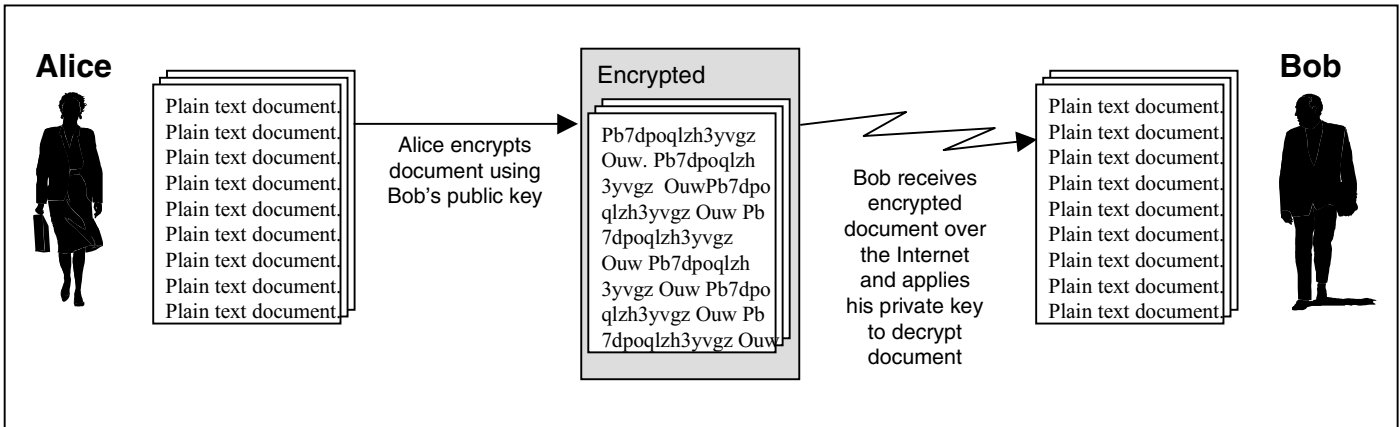 Alice
Plain text document.
Plain text document.
Plain text document.
Plain text document.
Plain text document.
Plain text document.
Plain text document.
Plain text document.
Plain text document.
Alice encrypts
document using
Bob's public key
Encrypted
Pb7dpoqlzh3yvgz
Ouw. Pb7dpoqlzh
3yvgz OuwPb7dpo
qlzh3yvgz Ouw Pb
7dpoqlzh3yvgz
Ouw Pb7dpoqlzh
3yvgz Ouw Pb7dpo
qlzh3yvgz Ouw Pb
7dpoqlzh3yvgz Ouw
Bob receives
encrypted
document over
the Internet
and applies
his private key
to decrypt
document
Plain text document.
Plain text document.
Plain text document.
Plain text document.
Plain text document.
Plain text document.
Plain text document.
Plain text document.
Plain text document.
Bob